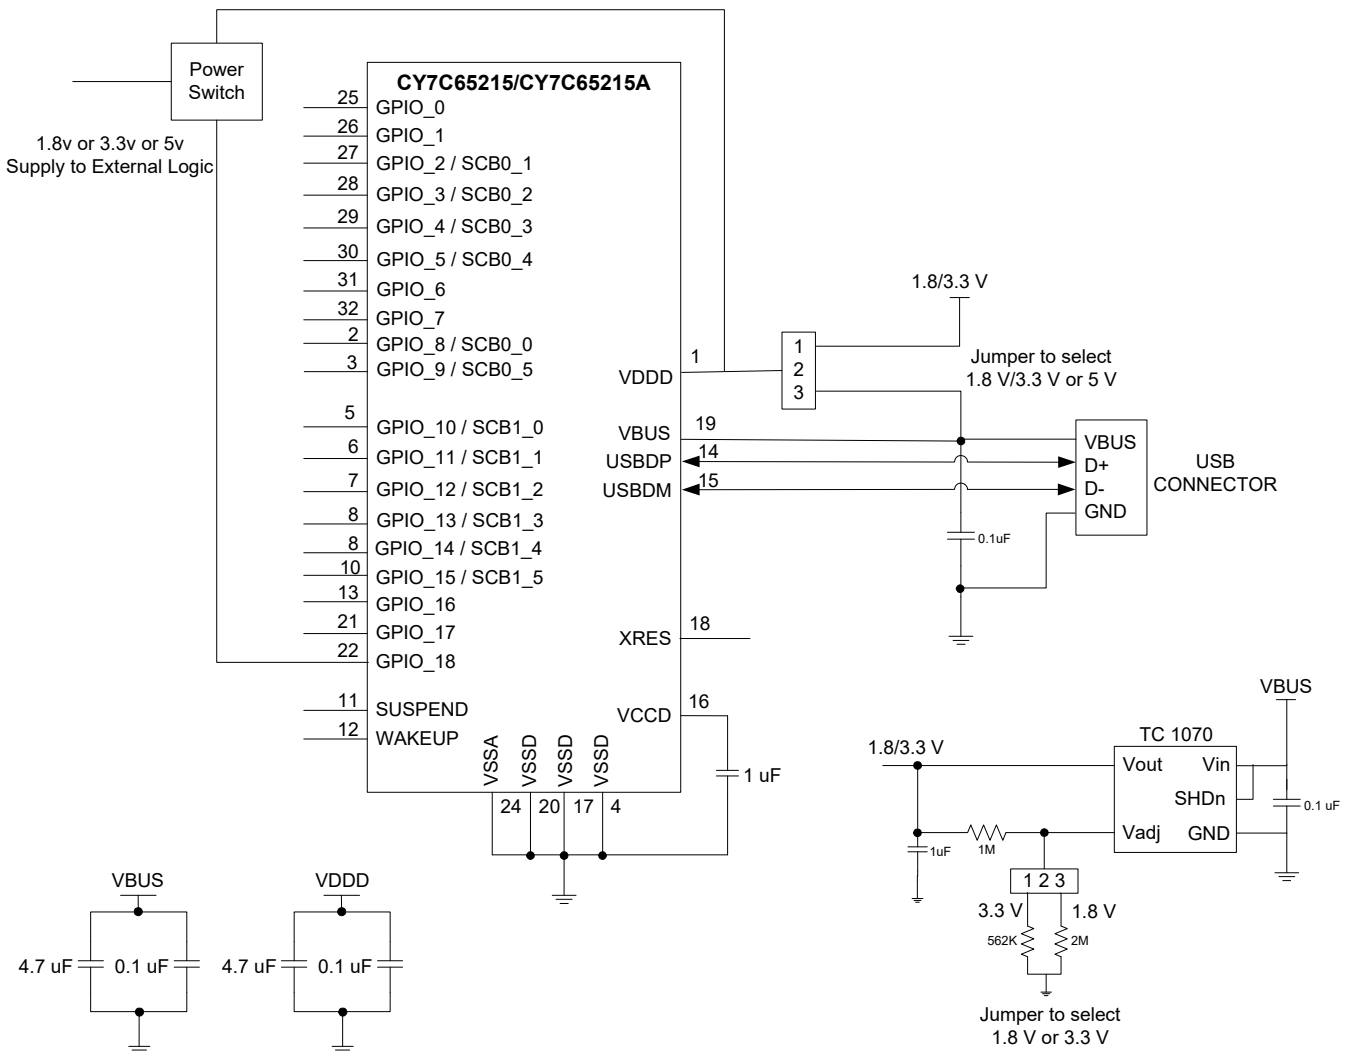 Power
Switch
1.8v or 3.3v or 5v
Supply to External Logic
CY7C65215/CY7C65215A
25 GPIO_0
26 GPIO_1
27 GPIO_2 / SCB0_1
28 GPIO_3 / SCB0_2
29 GPIO_4 / SCB0_3
30 GPIO_5 / SCB0_4
31 GPIO_6
32 GPIO_7
2 GPIO_8 / SCB0_0
3 GPIO_9 / SCB0_5
5 GPIO_10 / SCB1_0
6 GPIO_11 / SCB1_1
7 GPIO_12 / SCB1_2
8 GPIO_13 / SCB1_3
8 GPIO_14 / SCB1_4
10 GPIO_15 / SCB1_5
13 GPIO_16
21 GPIO_17
22 GPIO_18
11 SUSPEND
12 WAKEUP
VDDD 1
VBUS 19
USBDP 14
USBDM 15
XRES 18
VCCD 16
1 uF
VSSA
VSSD
VSSD
VSSD
24 20 17 4
1.8/3.3 V
1
2
3
Jumper to select
1.8 V/3.3 V or 5 V
VBUS
D+
D-
GND
USB
CONNECTOR
0.1uF
VBUS
1.8/3.3 V
TC 1070
Vout Vin
SHDn
Vadj GND
0.1 uF
1uF
1M
1 2 3
3.3 V 1.8 V
562K 2M
Jumper to select
1.8 V or 3.3 V
VBUS
4.7 uF 0.1 uF
VDDD
4.7 uF 0.1 uF